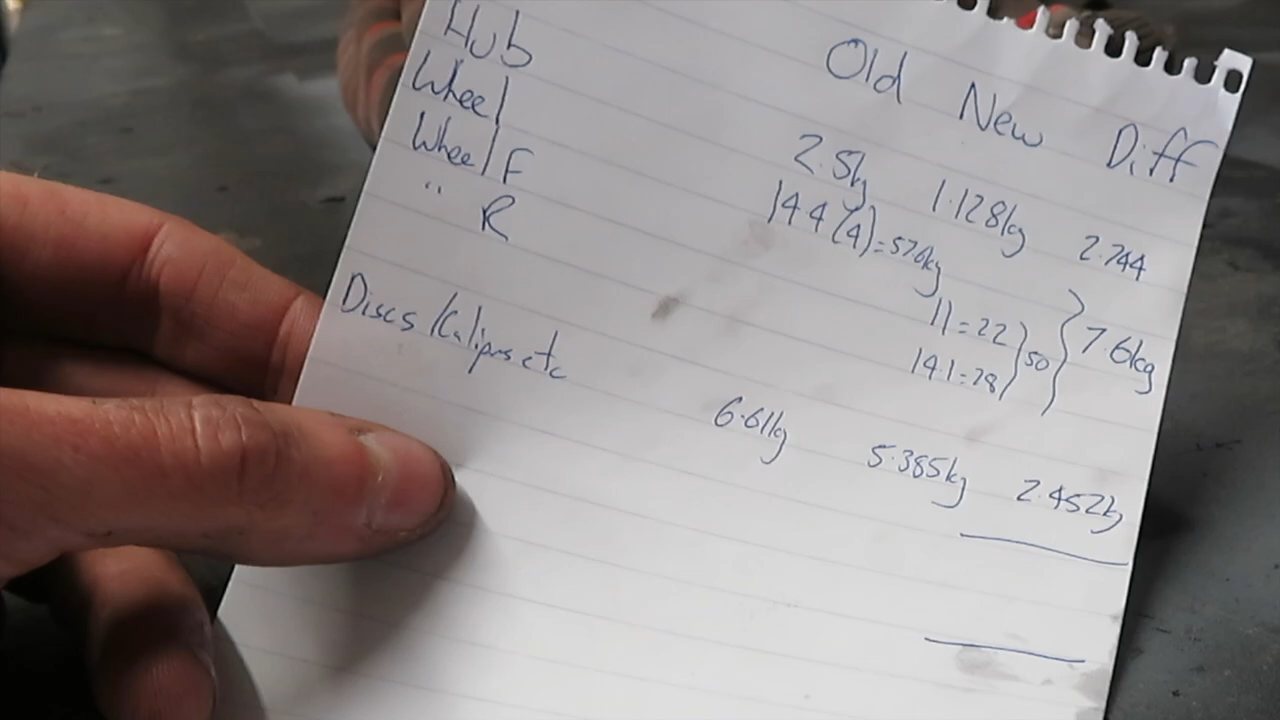 Hub Old New Diff
Wheel 2.5kg 1.128kg 2.744
Wheel F 14.4 (4) = 57.6kg 11 = 22
" R 14.1 = 28 50 7.6kg
Discs /Calipers etc 6.611g 5.385kg 2.452kg